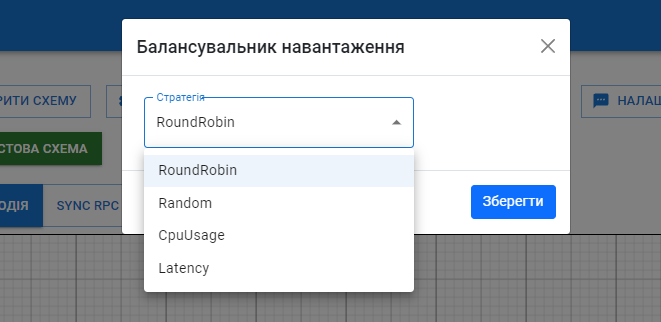 Балансувальник навантаження
Стратегія
RoundRobin
РИТИ СХЕМУ
НАЛАШ
СТОВА СХЕМА
RoundRobin
ОДІЯ
SYNC RPC
Random
Зберегти
CpuUsage
Latency